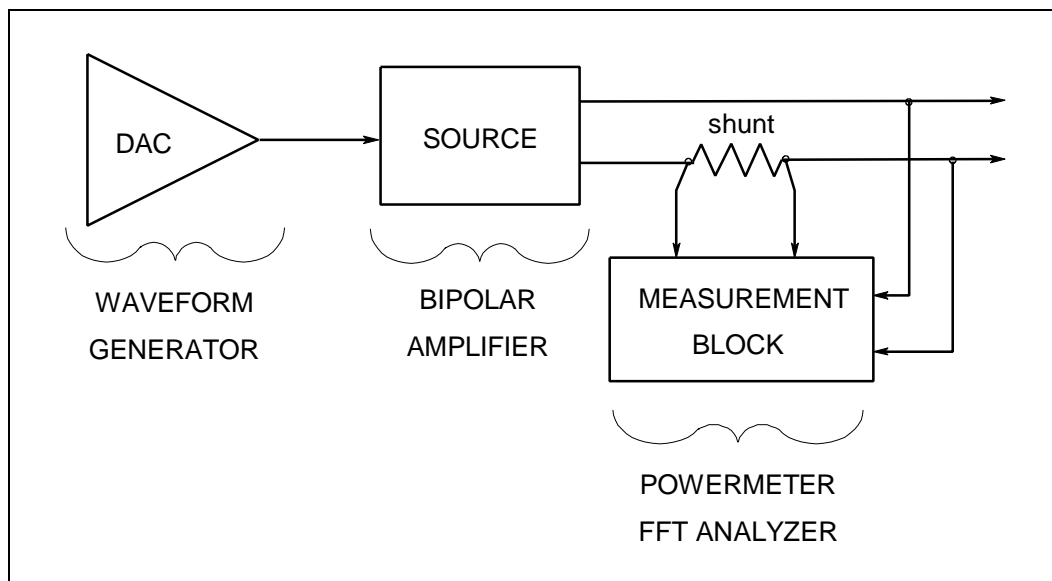 DAC
SOURCE
shunt
WAVEFORM
GENERATOR
BIPOLAR
AMPLIFIER
MEASUREMENT
BLOCK
POWERMETER
FFT ANALYZER